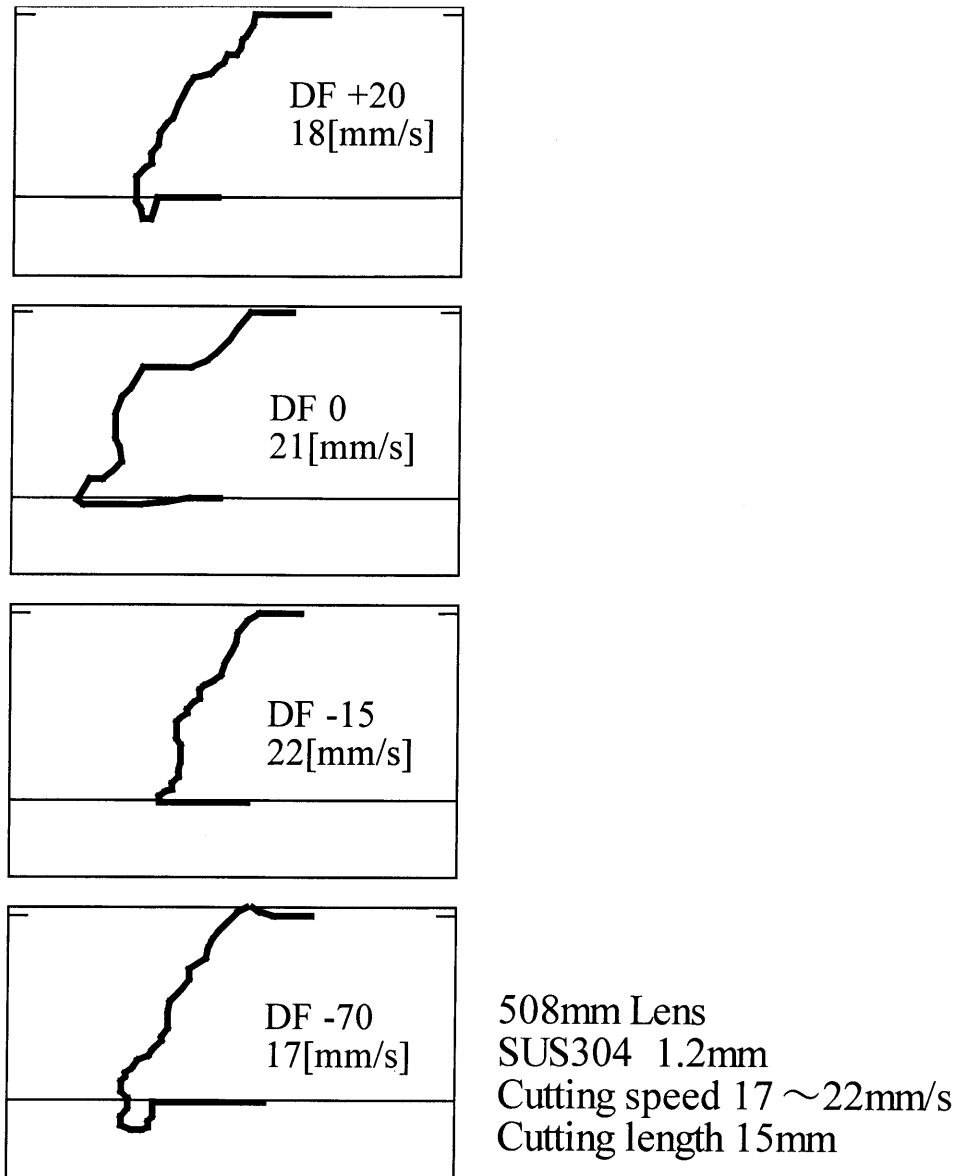 DF +20
18[mm/s]
DF 0
21[mm/s]
DF -15
22[mm/s]
DF -70
17[mm/s]
508mm Lens
SUS304 1.2mm
Cutting speed 17 ～22mm/s
Cutting length 15mm